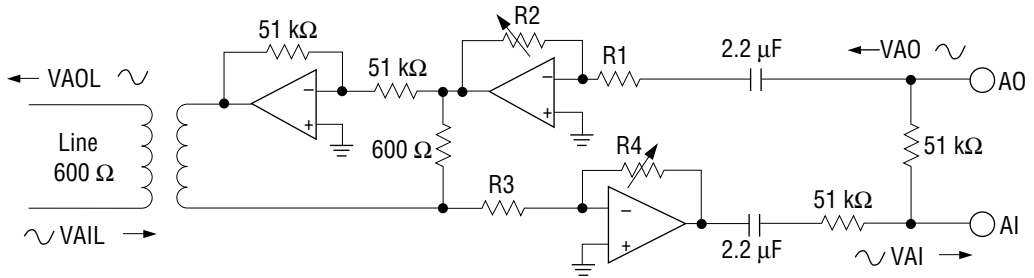 51 kΩ
R2
VAOL
51 kΩ
R1
2.2 µF
VAO
AO
Line
600 Ω
600 Ω
R4
51 kΩ
R3
51 kΩ
AI
VAIL
2.2 µF
VAI